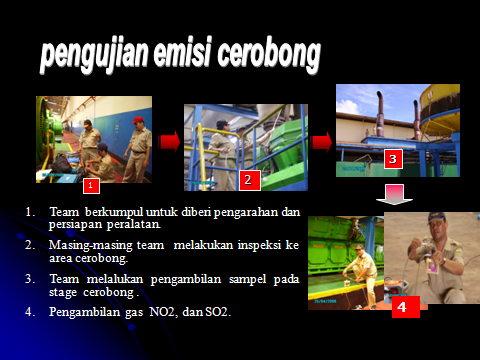 pengujian emisi cerobong
1
2
3
4
1. Team berkumpul untuk diberi pengarahan dan
persiapan peralatan.
2. Masing-masing team melakukan inspeksi ke
area cerobong.
3. Team melalukan pengambilan sampel pada
stage cerobong .
4. Pengambilan gas NO2, dan SO2.